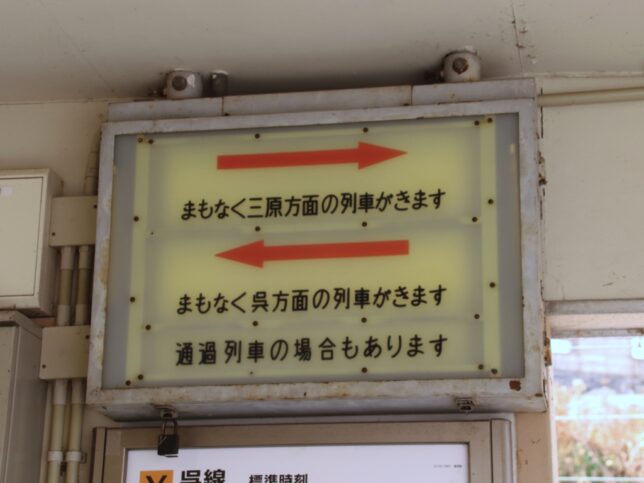 まもなく三原方面の列車がきます
まもなく呉方面の列車がきます
通過列車の場合もあります
Y 呉線 標準時刻